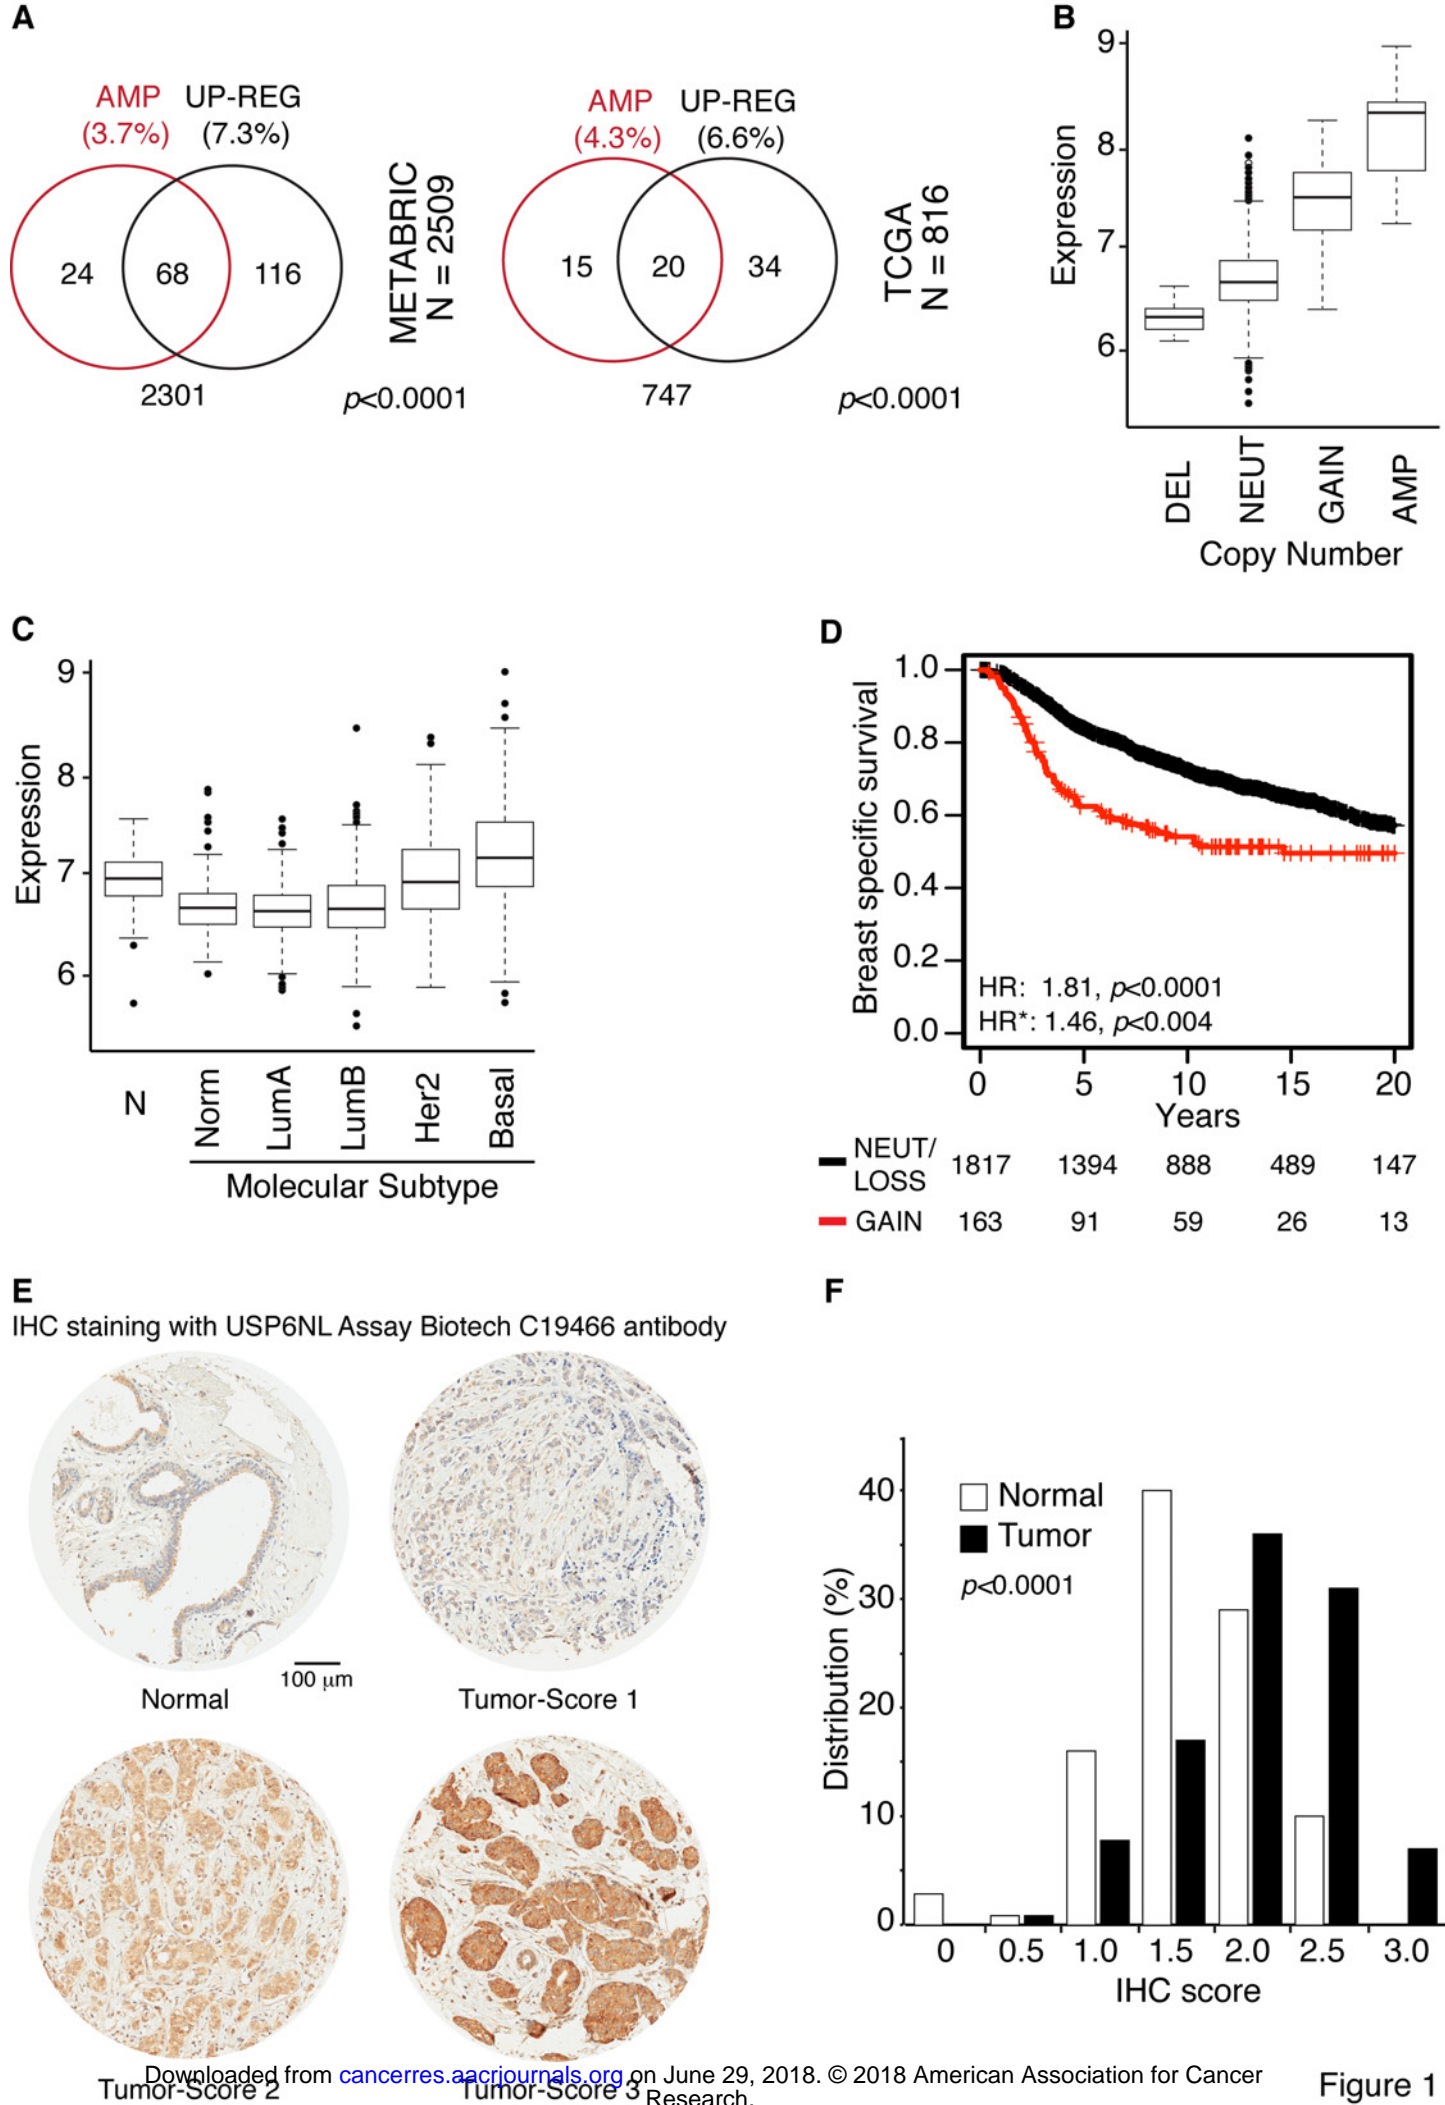 A
AMP UP-REG
(3.7%) (7.3%)
24 68 116
2301
METABRIC
N = 2509
p<0.0001
AMP UP-REG
(4.3%) (6.6%)
15 20 34
747
TCGA
N = 816
p<0.0001
B
Expression
9
8
7
6
DEL NEUT GAIN AMP
Copy Number
C
Expression
9
8
7
6
N Norm LumA LumB Her2 Basal
Molecular Subtype
D
Breast specific survival
1.0
0.8
0.6
0.4
0.2
0.0
HR: 1.81, p<0.0001
HR*: 1.46, p<0.004
0 5 10 15 20
Years
NEUT/
LOSS 1817 1394 888 489 147
GAIN 163 91 59 26 13
E
IHC staining with USP6NL Assay Biotech C19466 antibody
100 μm
Normal
Tumor-Score 1
Tumor-Score 2
Tumor-Score 3
F
Normal
Tumor
p<0.0001
Distribution (%)
40
30
20
10
0
0 0.5 1.0 1.5 2.0 2.5 3.0
IHC score
Downloaded from cancerres.aacrjournals.org on June 29, 2018. © 2018 American Association for Cancer
Research.
Figure 1